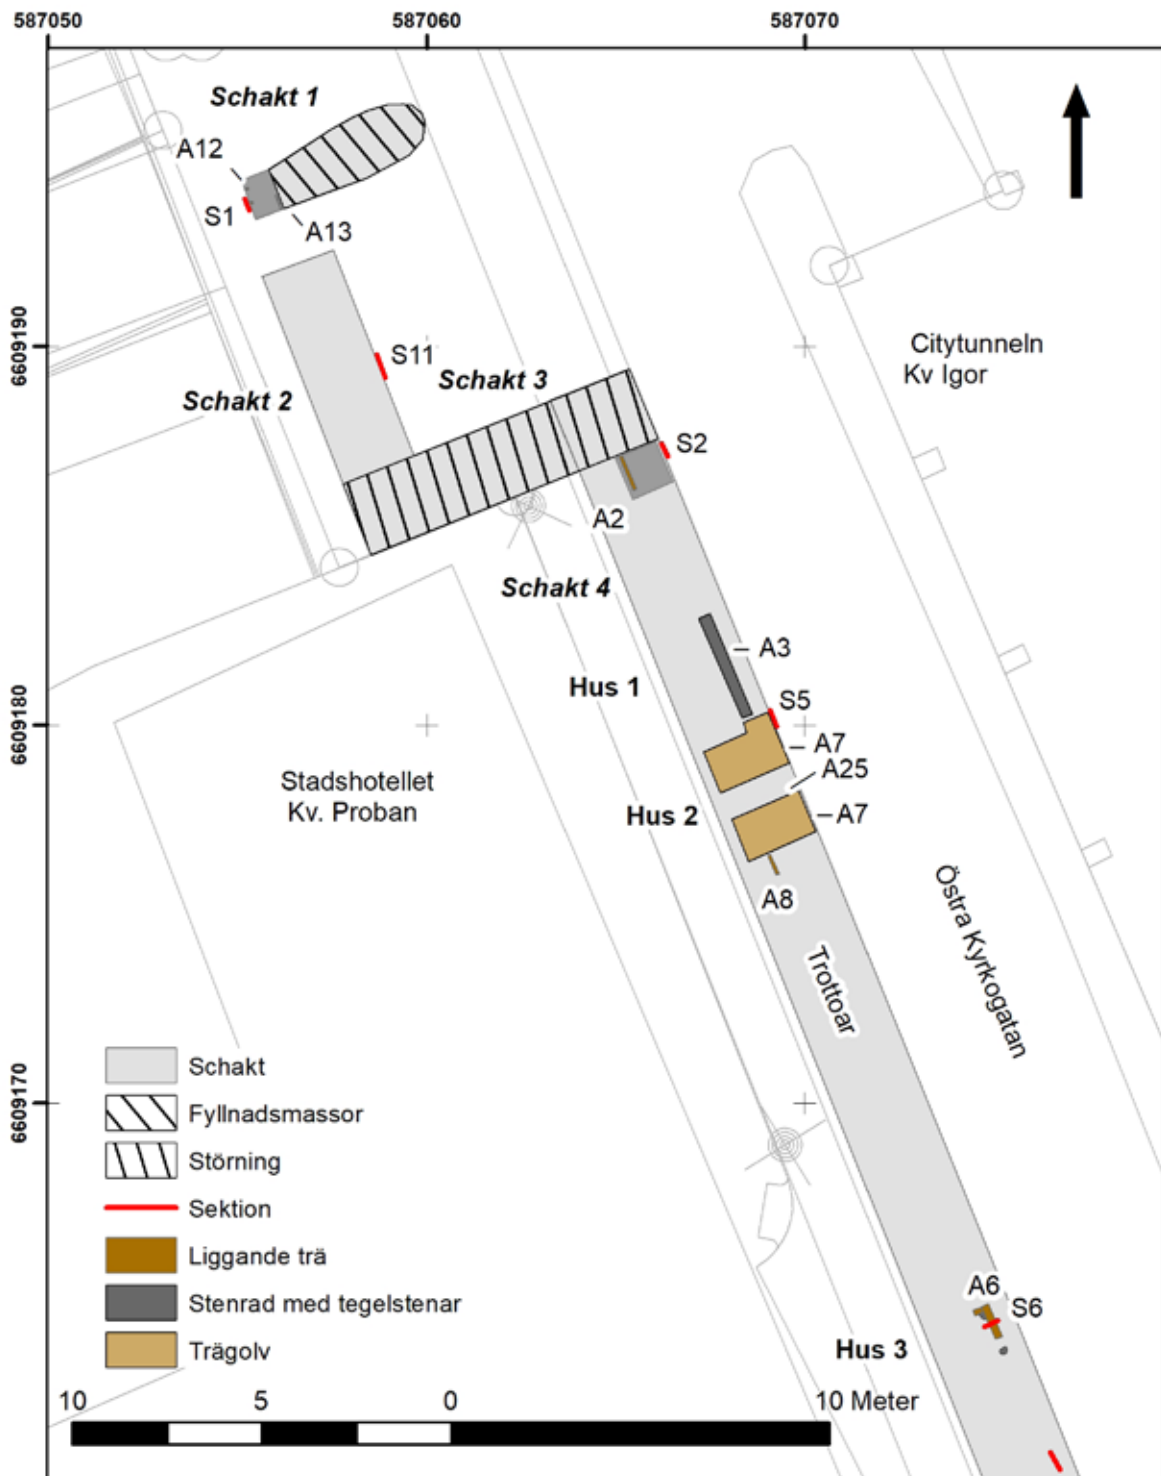 587050
587060
587070
Schakt 1
A12
S1
A13
6609190
S11
Schakt 3
Citytunneln
Kv Igor
Schakt 2
S2
A2
Schakt 4
A3
Hus 1
S5
6609180
A7
A25
Stadshotellet
Kv. Proban
Hus 2
A7
A8
Östra Kyrkogatan
Trottoar
6609170
Schakt
Fyllnadsmassor
Störning
Sektion
Liggande trä
Stenrad med tegelstenar
Trägolv
A6
S6
Hus 3
10 5 0 10 Meter